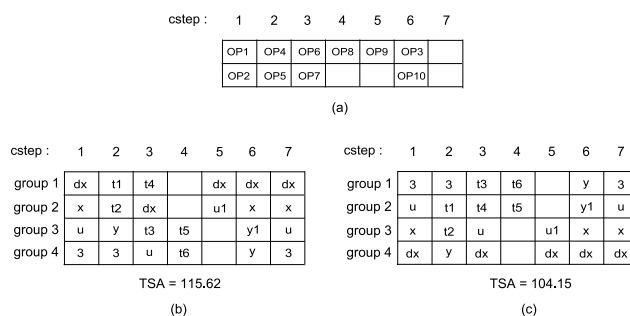 cstep : 1 2 3 4 5 6 7
OP1 OP4 OP6 OP8 OP9 OP3
OP2 OP5 OP7 OP10
(a)
cstep : 1 2 3 4 5 6 7
group 1 dx t1 t4 dx dx dx
group 2 x t2 dx u1 x x
group 3 u y t3 t5 y1 u
group 4 3 3 u t6 y 3
TSA = 115.62
(b)
cstep : 1 2 3 4 5 6 7
group 1 3 3 t3 t6 y 3
group 2 u t1 t4 t5 y1 u
group 3 x t2 u u1 x x
group 4 dx y dx dx dx dx
TSA = 104.15
(c)